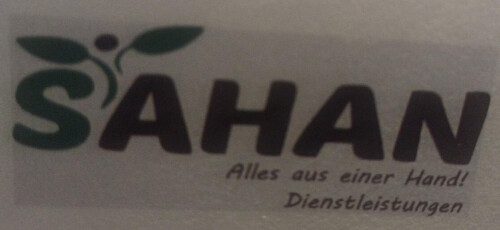 SAHAN
Alles aus einer Hand!
Dienstleistungen